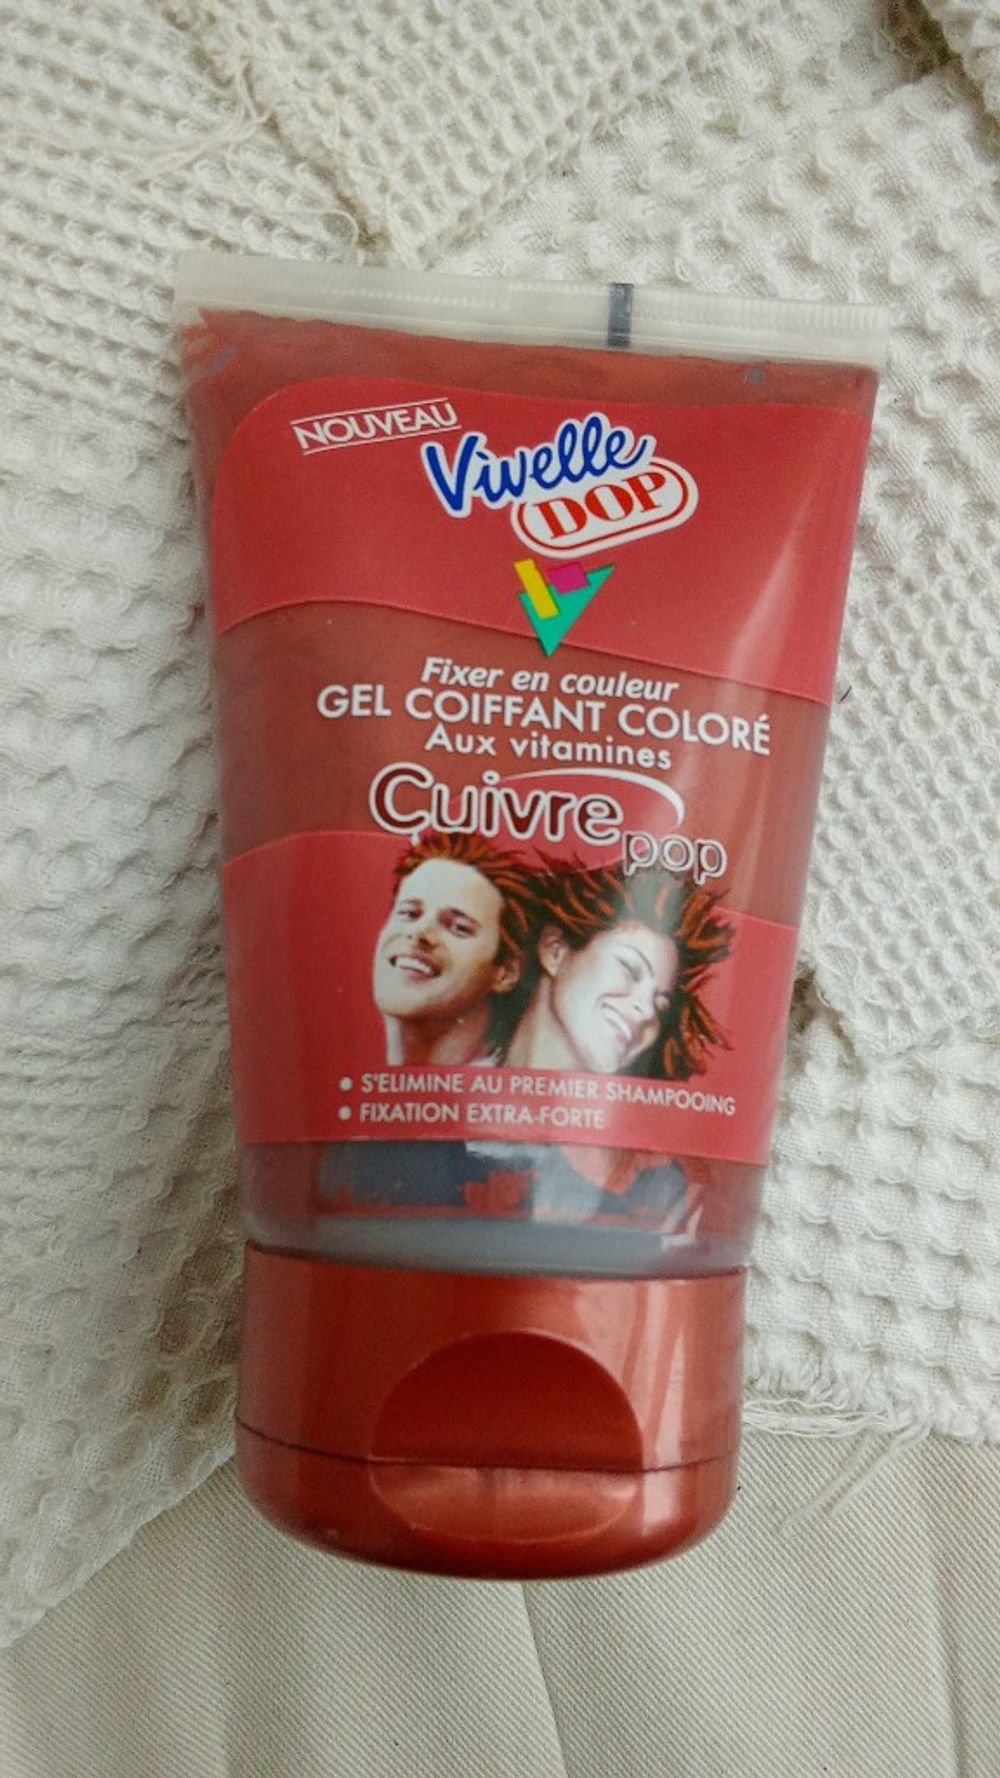 NOUVEAU
Vivelle
DOP
Fixer en couleur
GEL COIFFANT COLORÉ
Aux vitamines
Cuivre
pop
• S'ELIMINE AU PREMIER SHAMPOOING
• FIXATION EXTRA-FORTE